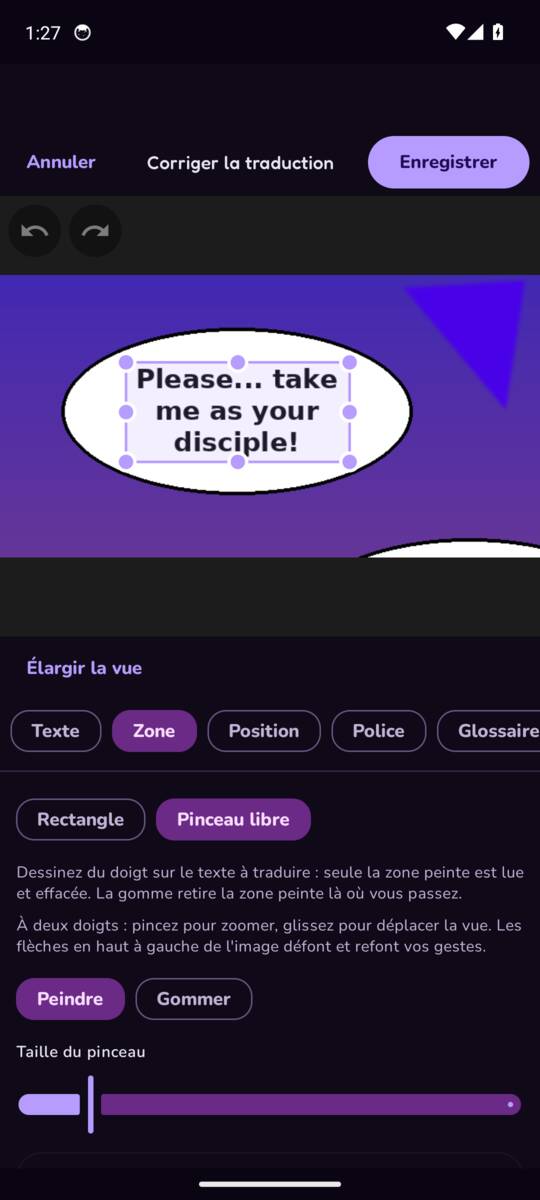 1:27
Annuler
Corriger la traduction
Enregistrer
Please... take
me as your
disciple!
Élargir la vue
Texte
Zone
Position
Police
Glossaire
Rectangle
Pinceau libre
Dessinez du doigt sur le texte à traduire : seule la zone peinte est lue
et effacée. La gomme retire la zone peinte là où vous passez.
À deux doigts : pincez pour zoomer, glissez pour déplacer la vue. Les
flèches en haut à gauche de l'image défont et refont vos gestes.
Peindre
Gommer
Taille du pinceau